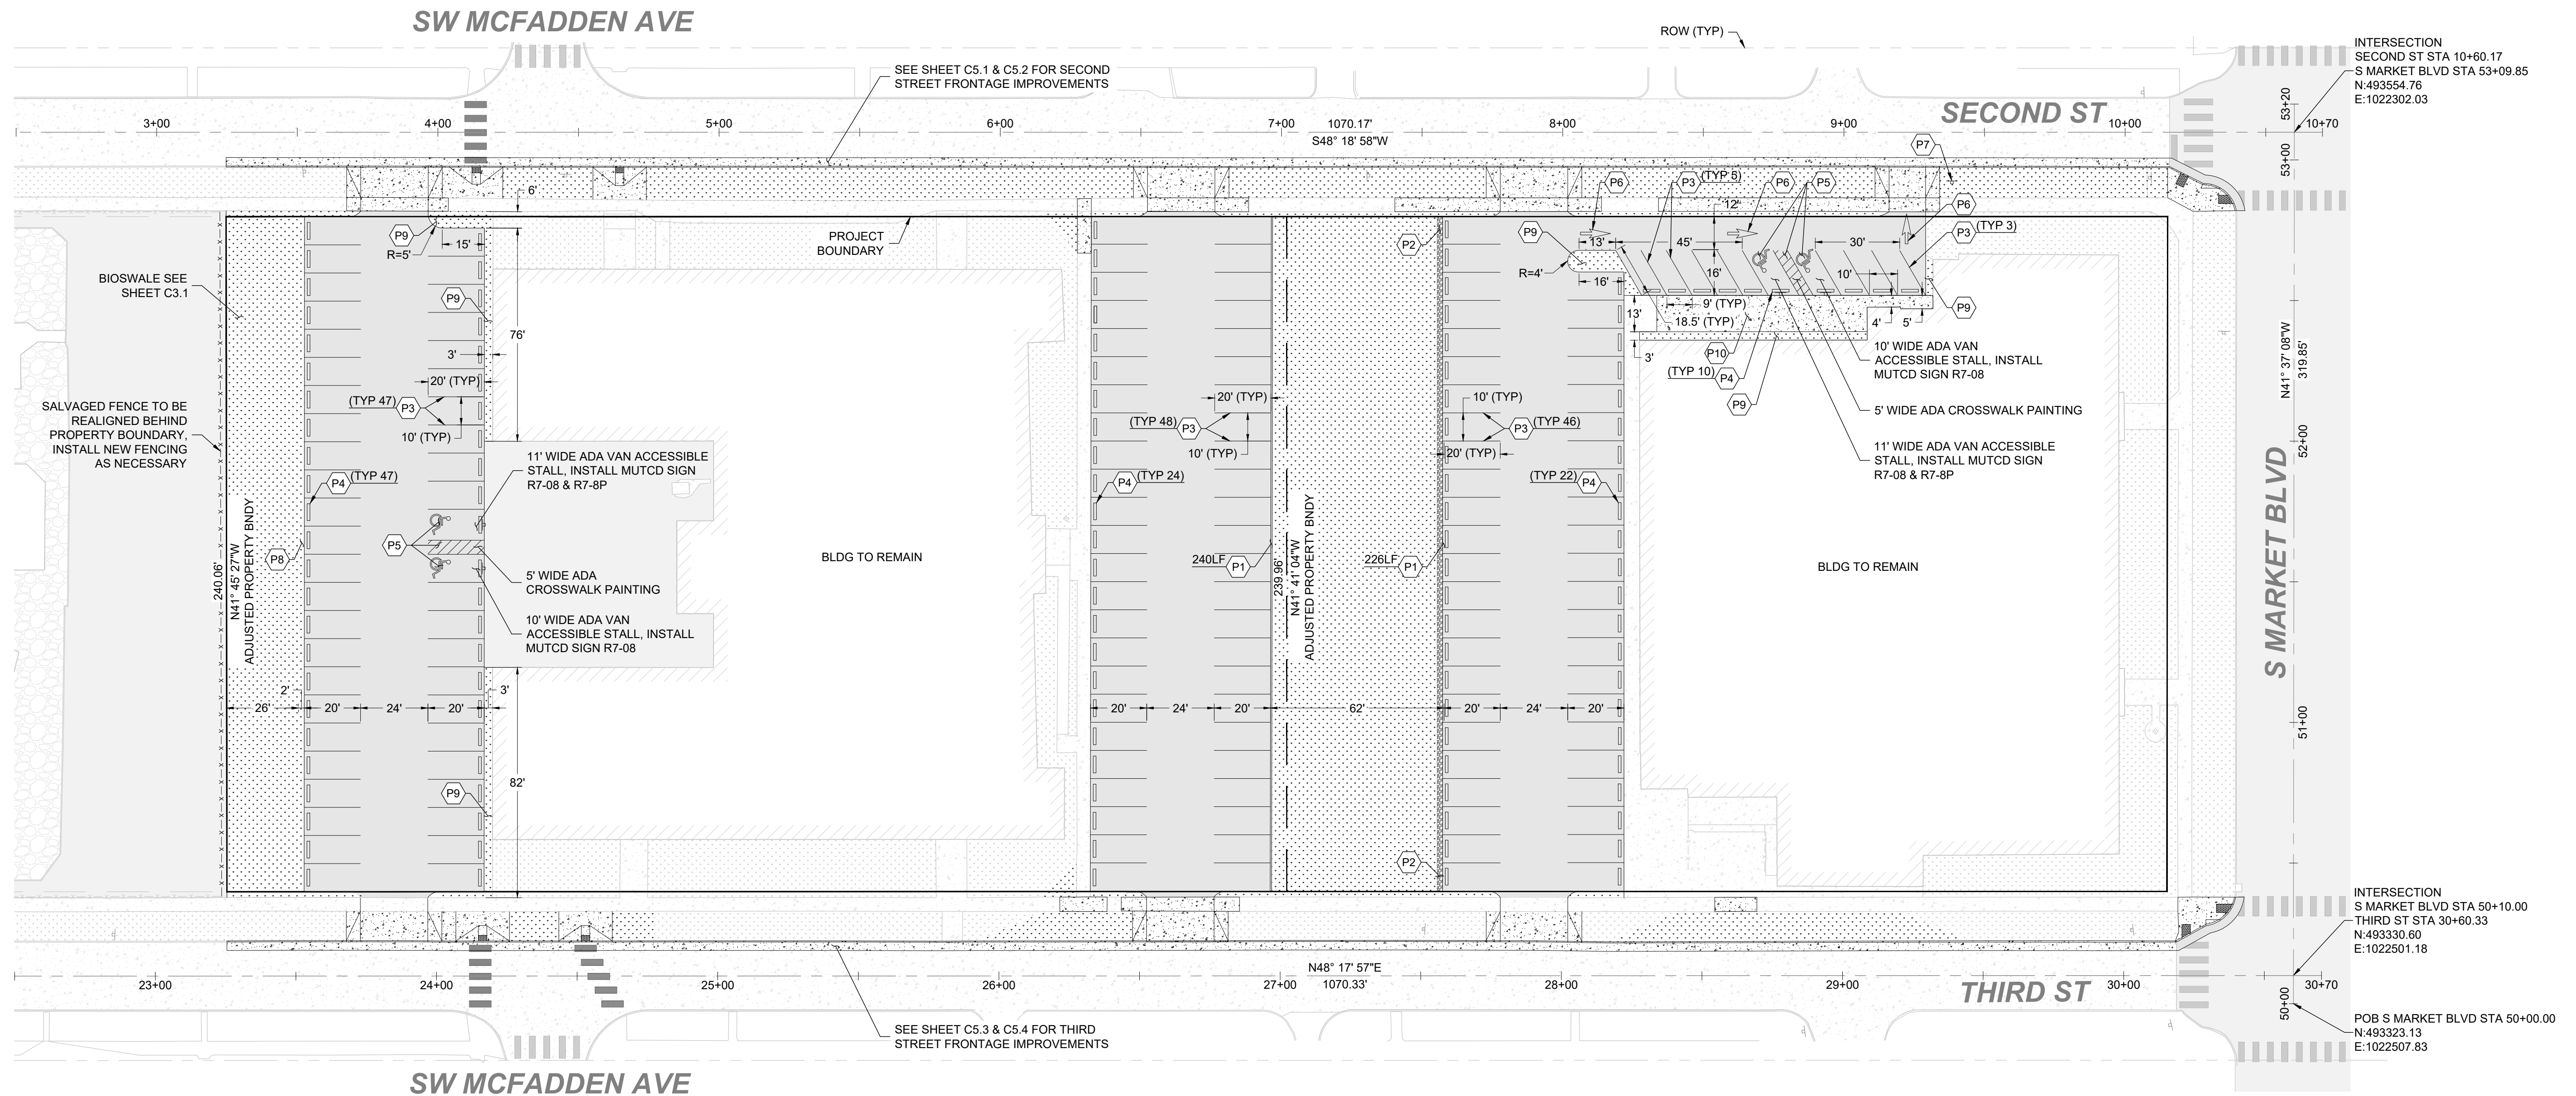 SW MCFADDEN AVE
ROW (TYP)
INTERSECTION
SECOND ST STA 10+60.17
S MARKET BLVD STA 53+09.85
N:493554.76
E:1022302.03
SEE SHEET C5.1 & C5.2 FOR SECOND
STREET FRONTAGE IMPROVEMENTS
SECOND ST
3+00
4+00
5+00
6+00
7+00
1070.17'
S48° 18' 58"W
8+00
9+00
10+00
10+70
53+20
53+00
P7
6'
P9
15'
R=5'
PROJECT
BOUNDARY
P2
P9
P6
P3
(TYP 5)
P6
P5
12'
P6
P3
(TYP 3)
13'
45'
30'
R=4'
16'
16'
10'
9' (TYP)
13'
18.5' (TYP)
4'
5'
P9
3'
P10
(TYP 10)
P4
P9
10' WIDE ADA VAN
ACCESSIBLE STALL, INSTALL
MUTCD SIGN R7-08
5' WIDE ADA CROSSWALK PAINTING
11' WIDE ADA VAN ACCESSIBLE
STALL, INSTALL MUTCD SIGN
R7-08 & R7-8P
BIOSWALE SEE
SHEET C3.1
P9
76'
3'
20' (TYP)
(TYP 47)
P3
10' (TYP)
SALVAGED FENCE TO BE
REALIGNED BEHIND
PROPERTY BOUNDARY,
INSTALL NEW FENCING
AS NECESSARY
P4
(TYP 47)
11' WIDE ADA VAN ACCESSIBLE
STALL, INSTALL MUTCD SIGN
R7-08 & R7-8P
P5
P8
5' WIDE ADA
CROSSWALK PAINTING
10' WIDE ADA VAN
ACCESSIBLE STALL, INSTALL
MUTCD SIGN R7-08
240.06'
N41° 45' 27"W
ADJUSTED PROPERTY BNDY
BLDG TO REMAIN
20' (TYP)
(TYP 48)
P3
10' (TYP)
P4
(TYP 24)
240LF
P1
239.96'
N41° 41' 04"W
ADJUSTED PROPERTY BNDY
10' (TYP)
P3
(TYP 46)
20' (TYP)
(TYP 22)
P4
226LF
P1
BLDG TO REMAIN
N41° 37' 08"W
319.85'
52+00
S MARKET BLVD
51+00
2'
3'
26'
20'
24'
20'
20'
24'
20'
62'
20'
24'
20'
82'
P9
P2
INTERSECTION
S MARKET BLVD STA 50+10.00
THIRD ST STA 30+60.33
N:493330.60
E:1022501.18
23+00
24+00
25+00
26+00
27+00
N48° 17' 57"E
1070.33'
28+00
29+00
30+00
30+70
50+00
THIRD ST
SEE SHEET C5.3 & C5.4 FOR THIRD
STREET FRONTAGE IMPROVEMENTS
POB S MARKET BLVD STA 50+00.00
N:493323.13
E:1022507.83
SW MCFADDEN AVE